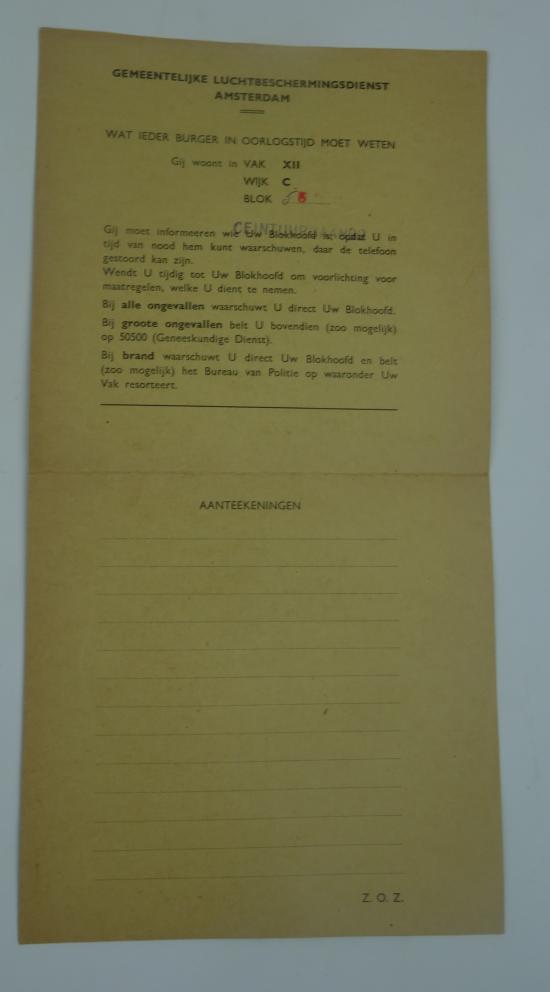 GEMEENTELIJKE LUCHTBESCHERMINGSDIENST
AMSTERDAM
WAT IEDER BURGER IN OORLOGSTIJD MOET WETEN
Gij woont in VAK XII
WIJK C
BLOK
Gij moet informeeren wie Uw Blokhoofd is, opdat U in
tijd van nood hem kunt waarschuwen, daar de telefoon
gestoord kan zijn.
Wendt U tijdig tot Uw Blokhoofd om voorlichting voor
maatregelen, welke U dient te nemen.
Bij alle ongevallen waarschuwt U direct Uw Blokhoofd.
Bij groote ongevallen belt U bovendien (zoo mogelijk)
op 50500 (Geneeskundige Dienst).
Bij brand waarschuwt U direct Uw Blokhoofd en belt
(zoo mogelijk) het Bureau van Politie op waaronder Uw
Vak resorteert.
AANTEEKENINGEN
Z. O. Z.